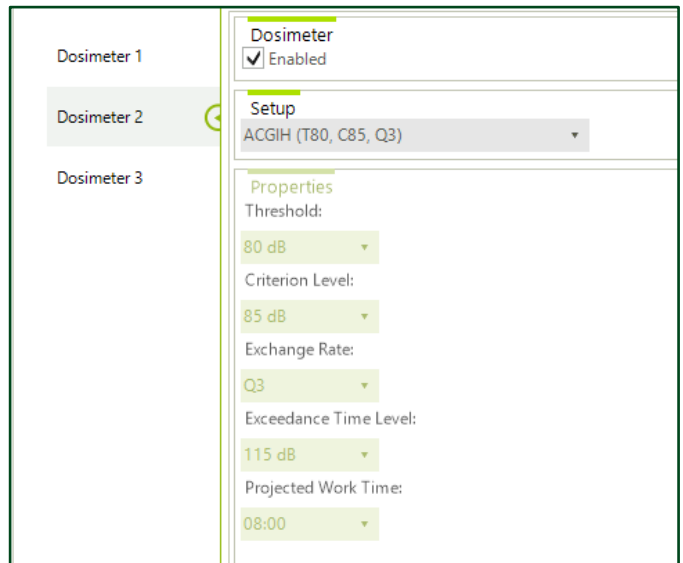 Dosimeter 1
Dosimeter 2
Dosimeter 3
Dosimeter
Enabled
Setup
ACGIH (T80, C85, Q3)
Properties
Threshold:
80 dB
Criterion Level:
85 dB
Exchange Rate:
Q3
Exceedance Time Level:
115 dB
Projected Work Time:
08:00